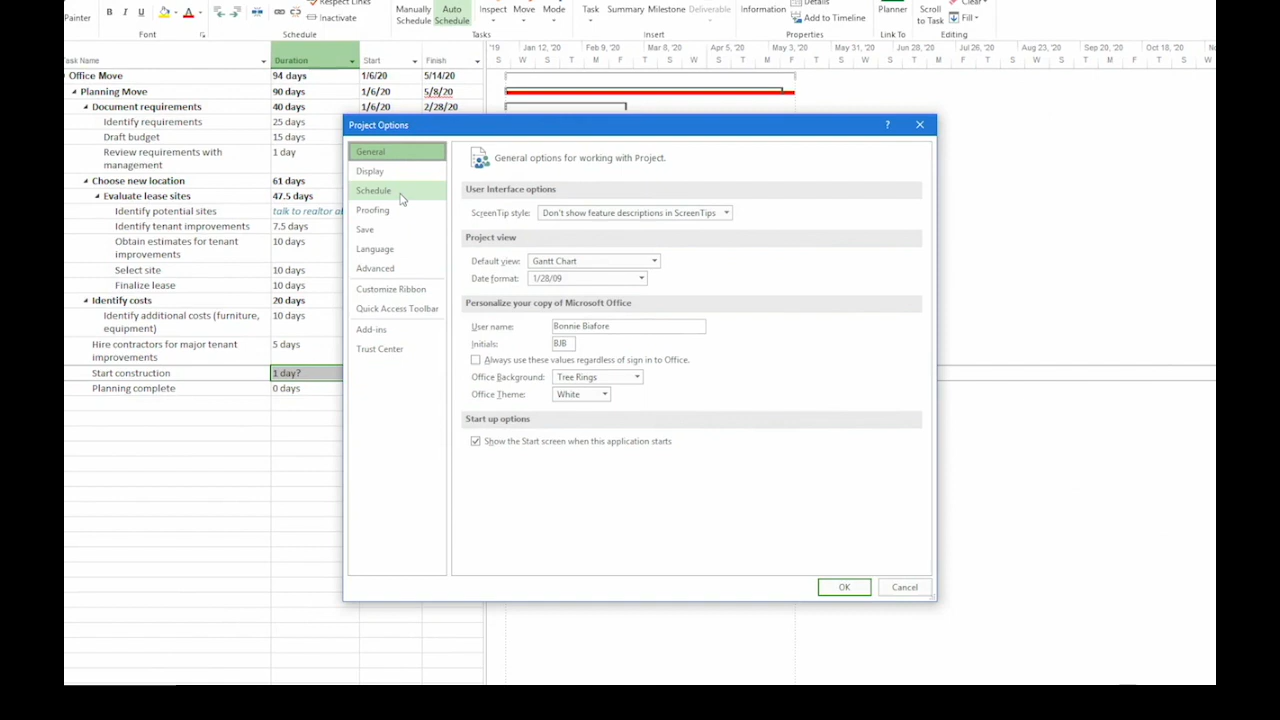 Respect Links
Details
Clear
Painter
B I U
Inactivate
Manually Schedule
Auto Schedule
Inspect
Move
Mode
Task
Summary
Milestone
Deliverable
Information
Add to Timeline
Planner
Scroll to Task
Fill
Font
Schedule
Tasks
Insert
Properties
Link To
Editing
'19 Jan 12, '20 Feb 9, '20 Mar 8, '20 Apr 5, '20 May 3, '20 May 31, '20 Jun 28, '20 Jul 26, '20 Aug 23, '20 Sep 20, '20 Oct 18, '20
Task Name Duration Start Finish
S W S T M F T S W S T M F T S W S T M F T S W S T M F T S W
Office Move 94 days 1/6/20 5/14/20
Planning Move 90 days 1/6/20 5/8/20
Document requirements 40 days 1/6/20 2/28/20
Identify requirements 25 days
Draft budget 15 days
Review requirements with 1 day
management
Choose new location 61 days
Evaluate lease sites 47.5 days
Identify potential sites talk to realtor
Identify tenant improvements 7.5 days
Obtain estimates for tenant 10 days
improvements
Select site 10 days
Finalize lease 10 days
Identify costs 20 days
Identify additional costs (furniture, 10 days
equipment)
Hire contractors for major tenant 5 days
improvements
Start construction 1 day?
Planning complete 0 days
Project Options ?
General
Display
Schedule
Proofing
Save
Language
Advanced
Customize Ribbon
Quick Access Toolbar
Add-ins
Trust Center
General options for working with Project.
User Interface options
ScreenTip style: Don't show feature descriptions in ScreenTips
Project view
Default view: Gantt Chart
Date format: 1/28/09
Personalize your copy of Microsoft Office
User name: Bonnie Biafore
Initials: BJB
Always use these values regardless of sign in to Office.
Office Background: Tree Rings
Office Theme: White
Start up options
Show the Start screen when this application starts
OK Cancel